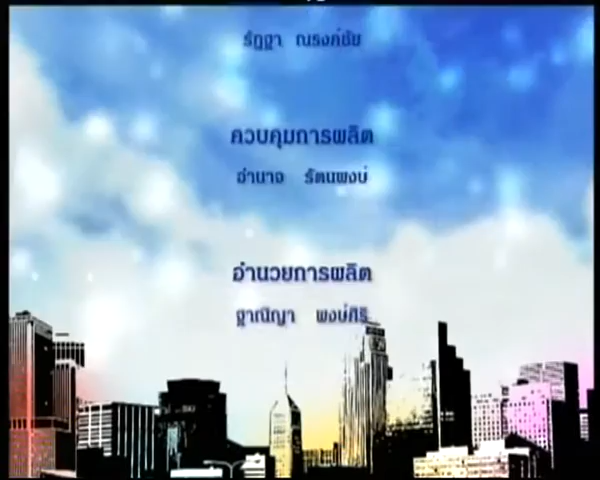 รัฏฐา ณรงค์ชัย
ควบคุมการผลิต
อำนาจ รัตนพงษ์
อำนวยการผลิต
ฐาณิญา พงษ์ศิริ